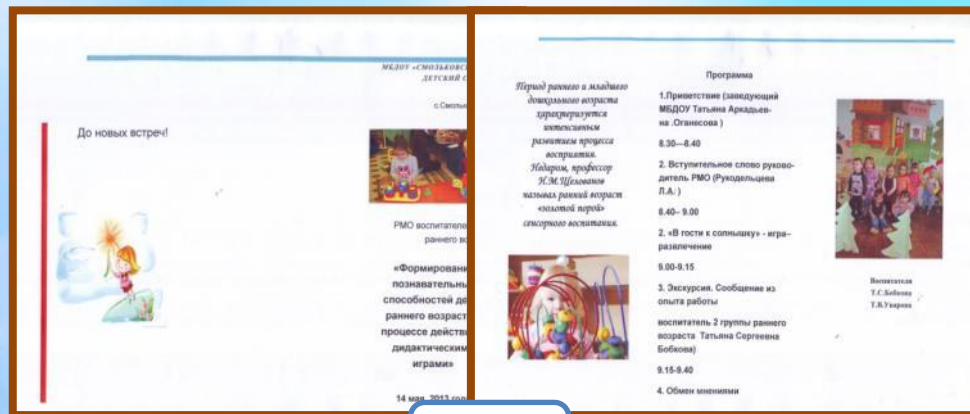 До новых встреч!
МБДОУ «СМОЛЬКОВС
ДЕТСКИЙ С
с.Смольк
РМО воспитателе
раннего во
«Формировани
познавательны
способностей де
раннего возраст
процессе действи
дидактическим
играми»
14 мая 2013 год
Период раннего и младшего
дошкольного возраста
характеризуется
интенсивным
развитием процесса
восприятия.
Недаром, профессор
Н.М.Щелованов
называл ранний возраст
«золотой порой»
сенсорного воспитания.
Программа
1.Приветствие (заведующий
МБДОУ Татьяна Аркадьев-
на .Оганесова )
8.30—8.40
2. Вступительное слово руково-
дитель РМО (Рукодельцева
Л.А. )
8.40– 9.00
2. «В гости к солнышку» - игра–
развлечение
9.00-9.15
3. Экскурсия. Сообщение из
опыта работы
воспитатель 2 группы раннего
возраста Татьяна Сергеевна
Бобкова)
9.15-9.40
4. Обмен мнениями
Воспитатели
Т.С.Бобкова
Т.В.Уварова